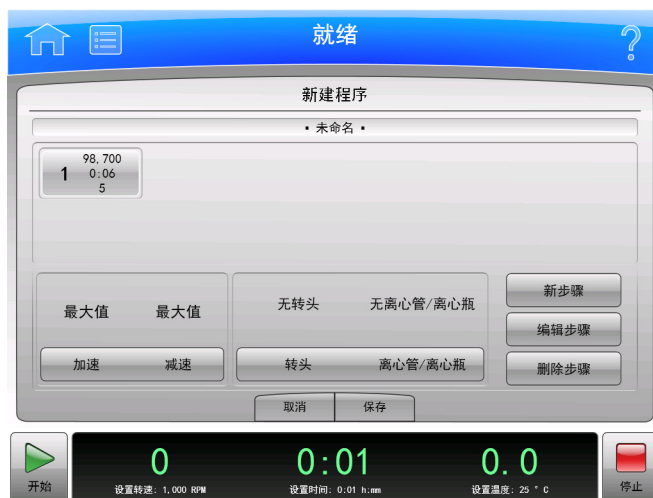 就绪
新建程序
▪ 未命名 ▪
1
98,700
0:06
5
最大值 最大值
无转头 无离心管/离心瓶
新步骤
编辑步骤
加速 减速
转头 离心管/离心瓶
删除步骤
取消 保存
开始
0
设置转速: 1,000 RPM
0:01
设置时间: 0:01 h:mm
0.0
设置温度: 25 ° C
停止